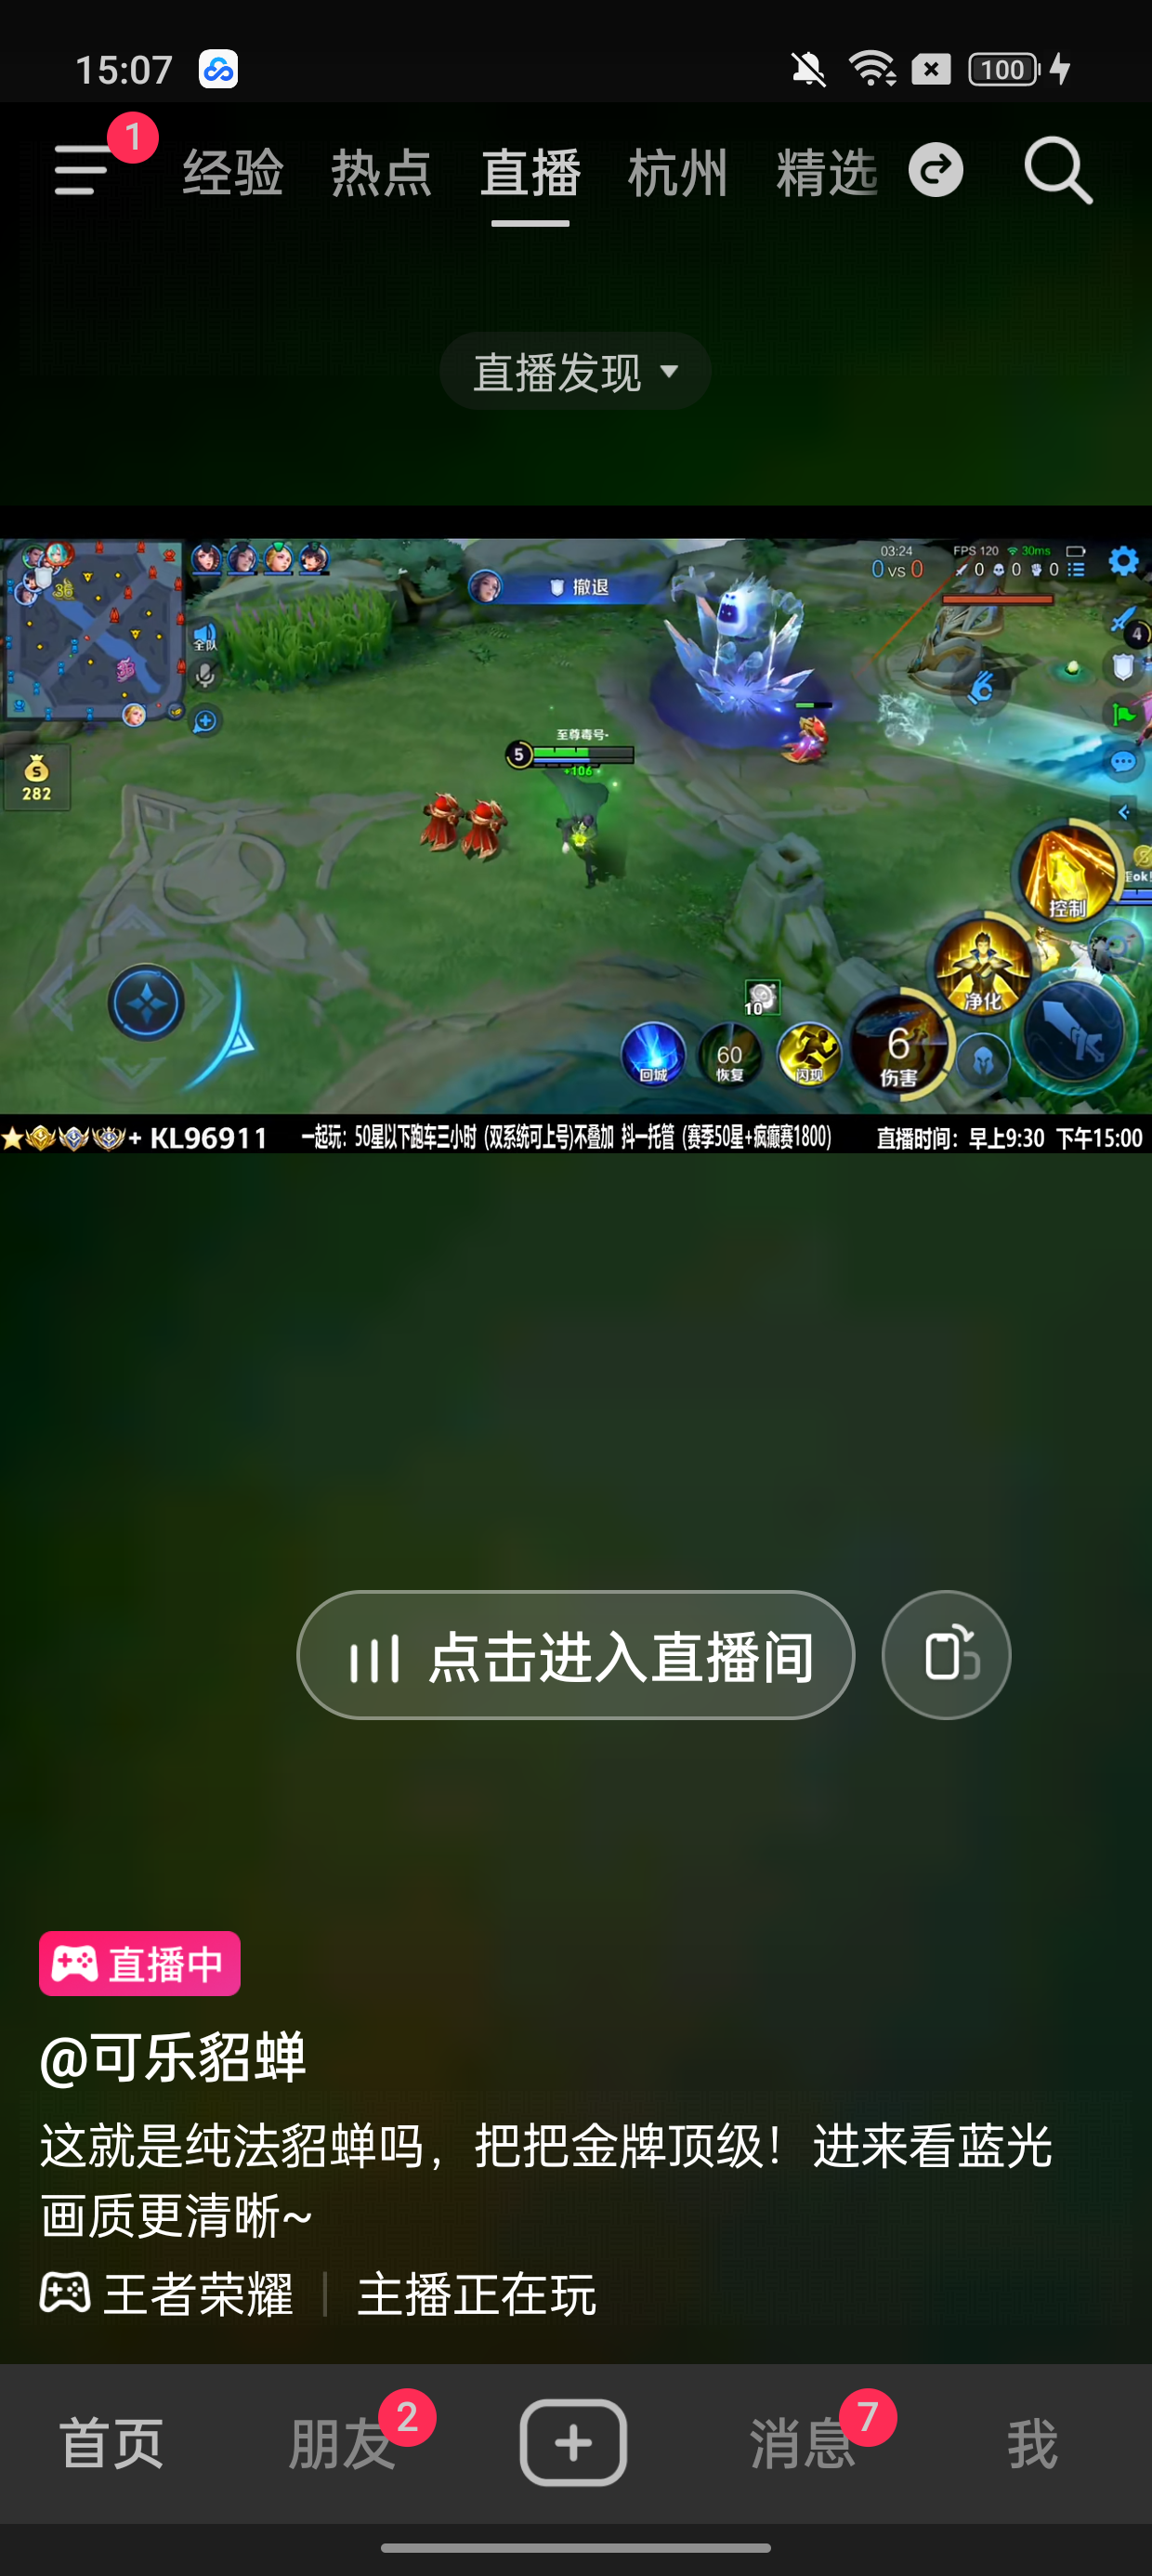 15:07
100
1
经验 热点 直播 杭州 精选
直播发现
撤退
03:24 FPS 120 30ms
0 VS 0 0 0 0
全队
4
282
至尊毒号-
5
+106
控制
净化
10
回城
60
恢复
闪现
6
伤害
+ KL96911 一起玩：50星以下跑车三小时 (双系统可上号)不叠加 抖一托管 (赛季50星+疯癫赛1800) 直播时间：早上9:30 下午15:00
点击进入直播间
直播中
@可乐貂蝉
这就是纯法貂蝉吗，把把金牌顶级！进来看蓝光
画质更清晰~
王者荣耀 | 主播正在玩
首页 朋友 2 消息 7 我